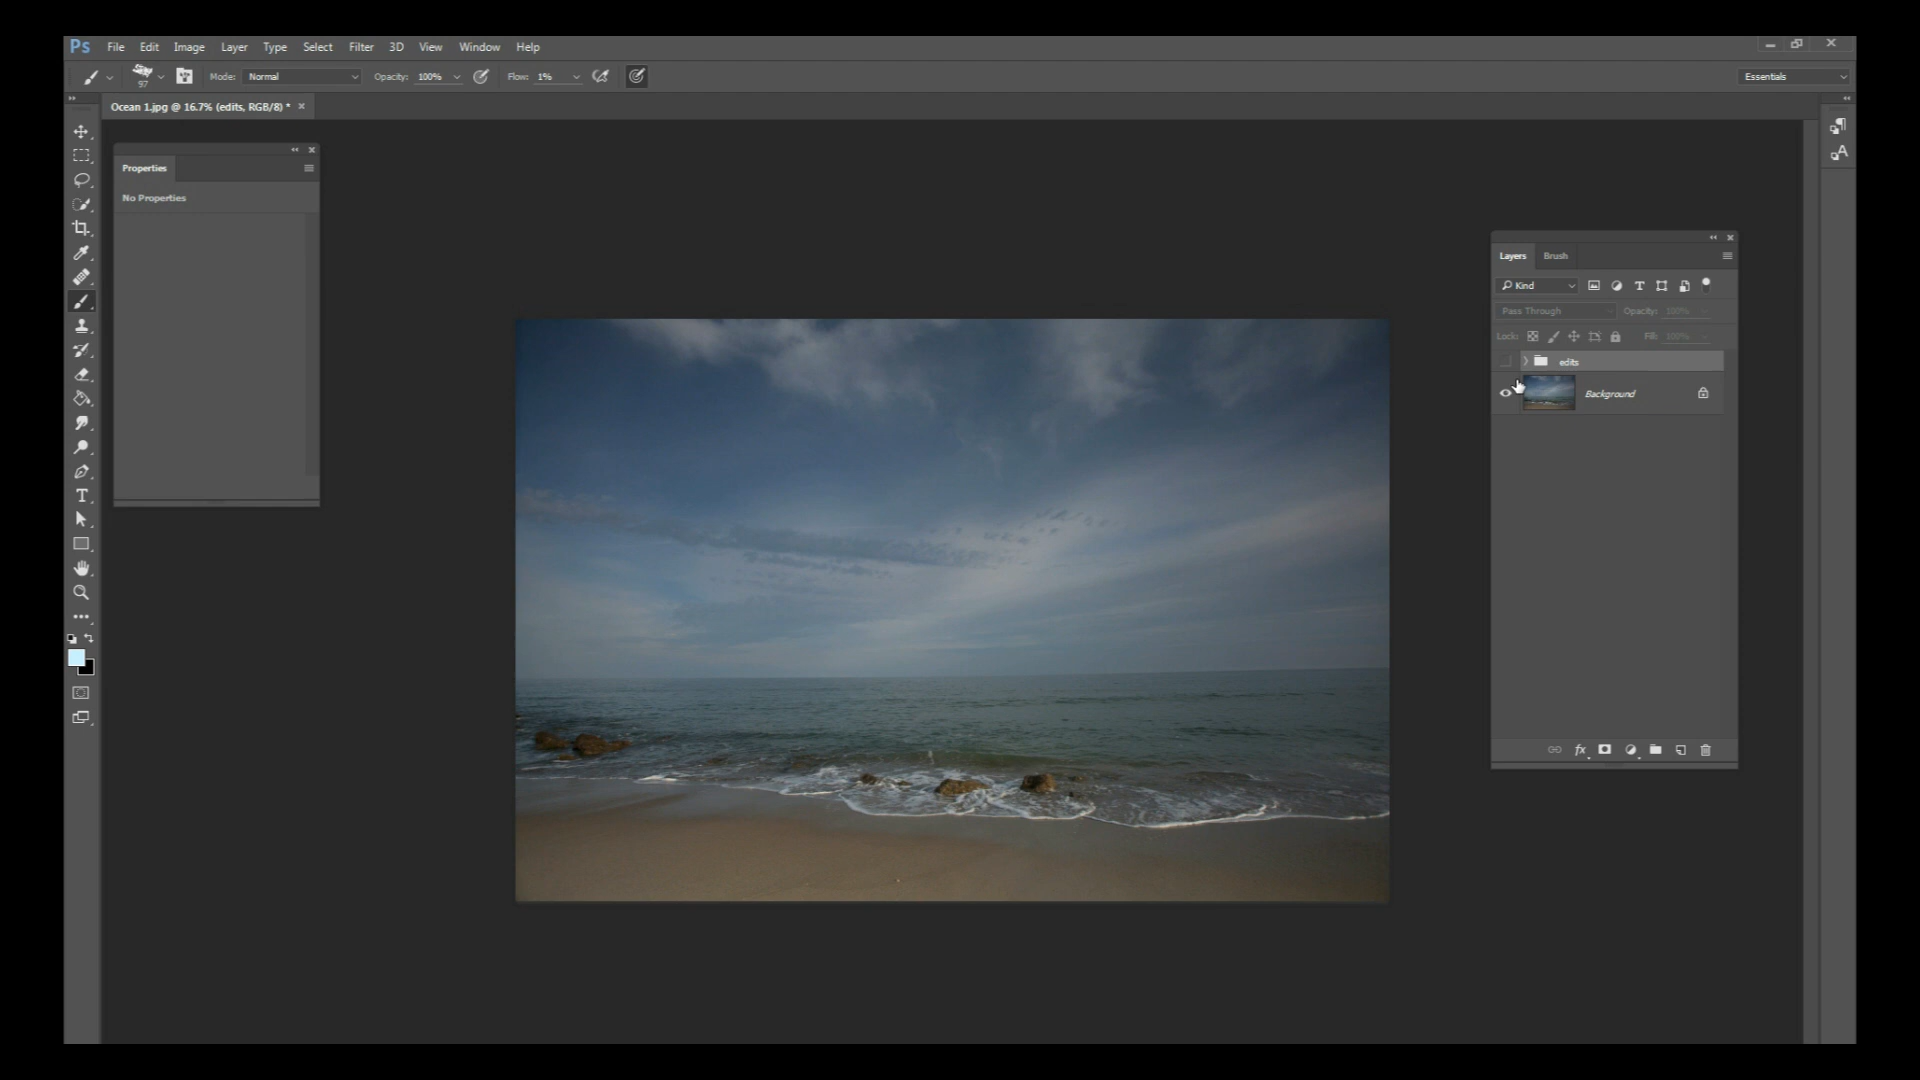 Ps File Edit Image Layer Type Select Filter 3D View Window Help
97 Mode: Normal Opacity: 100% Flow: 1% Essentials
Ocean 1.jpg @ 16.7% (edits, RGB/8) *
Properties
No Properties
Layers Brush
Kind
Pass Through Opacity: 100%
Lock: Fill: 100%
edits
Background
fx